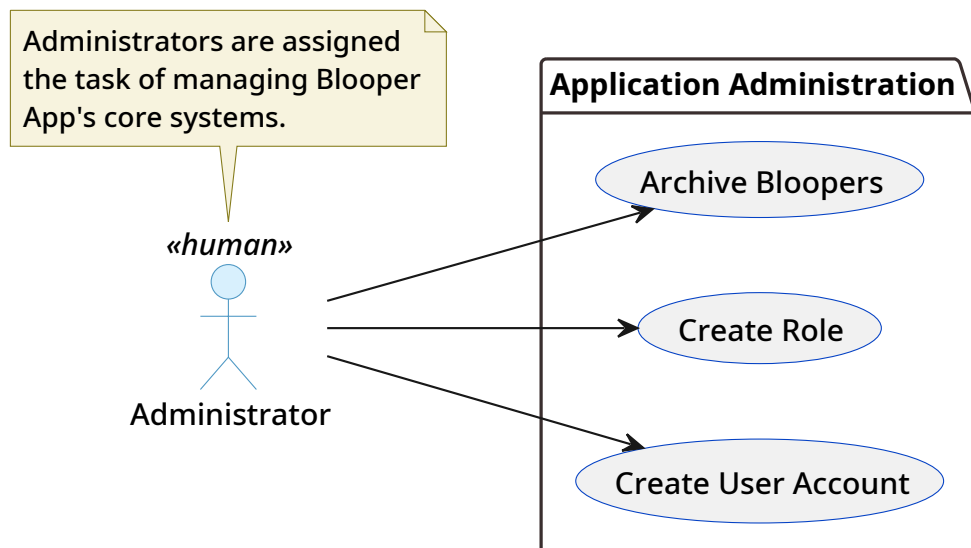 Administrators are assigned
the task of managing Blooper
App's core systems.
«human»
Administrator
Application Administration
Archive Bloopers
Create Role
Create User Account